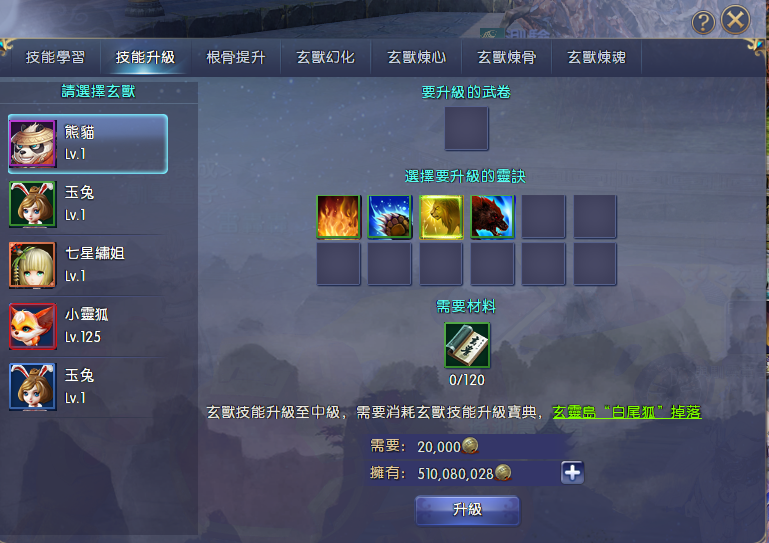 技能學習 技能升級 根骨提升 玄獸幻化 玄獸煉心 玄獸煉骨 玄獸煉魂
請選擇玄獸
熊貓
Lv.1
玉兔
Lv.1
七星繡姐
Lv.1
小靈狐
Lv.125
玉兔
Lv.1
要升級的武卷
選擇要升級的靈訣
需要材料
0/120
玄獸技能升級至中級，需要消耗玄獸技能升級寶典，玄靈島“白尾狐”掉落
需要: 20,000
擁有: 510,080,028
升級